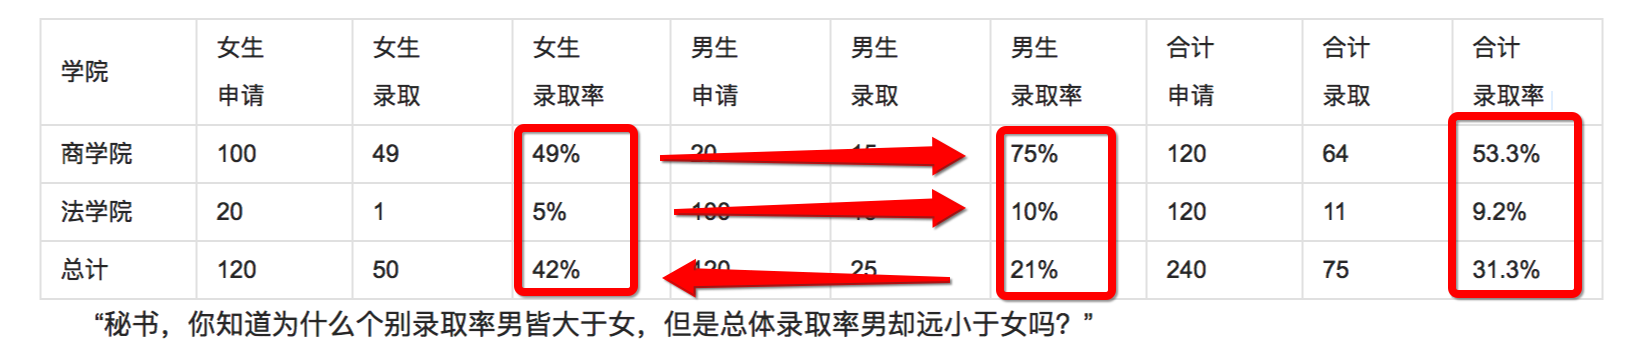 女生 女生 女生 男生 男生 男生 合计 合计 合计
学院
申请 录取 录取率 申请 录取 录取率 申请 录取 录取率
商学院 100 49 49% 20 15 75% 120 64 53.3%
法学院 20 1 5% 100 10% 120 11 9.2%
总计 120 50 42% 120 25 21% 240 75 31.3%
“秘书，你知道为什么个别录取率男皆大于女，但是总体录取率男却远小于女吗？”